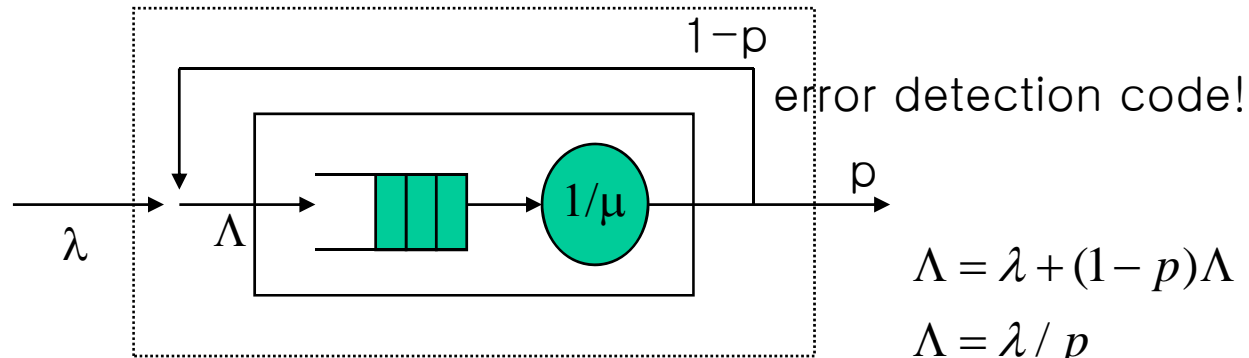 1-p
error detection code!
p
1/μ
λ
Λ
Λ = λ + (1 − p)Λ
Λ = λ / p